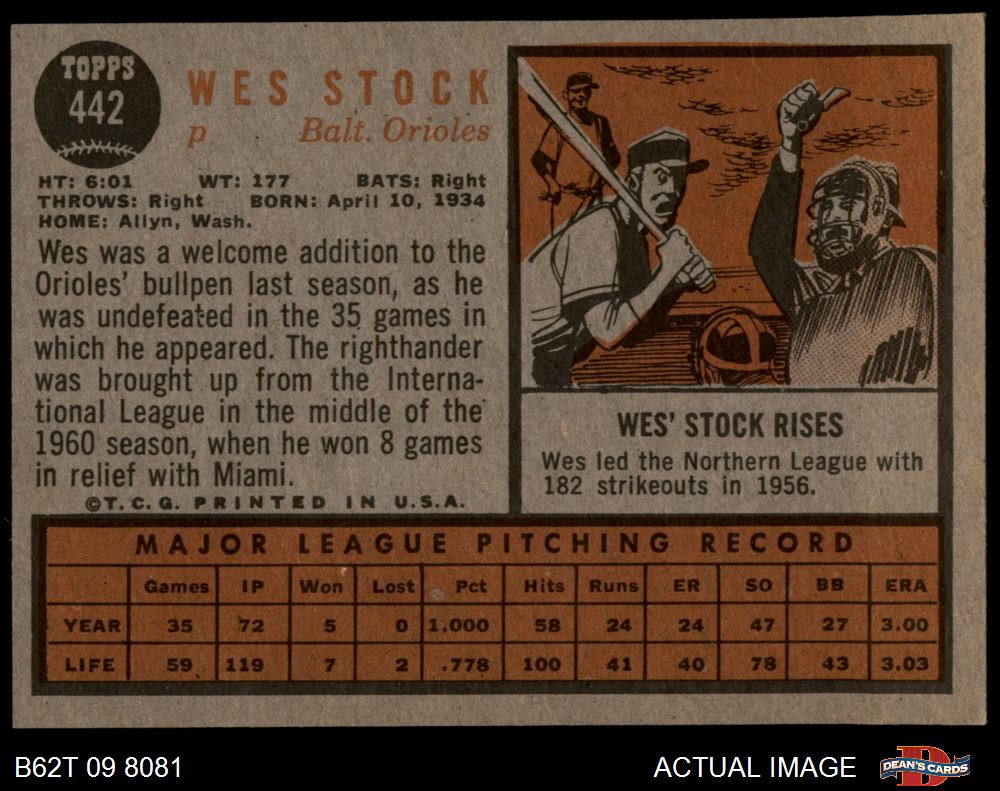 TOPPS
442
WES STOCK
p Balt. Orioles
HT: 6:01 WT: 177 BATS: Right
THROWS: Right BORN: April 10, 1934
HOME: Allyn, Wash.
Wes was a welcome addition to the
Orioles' bullpen last season, as he
was undefeated in the 35 games in
which he appeared. The righthander
was brought up from the Interna-
tional League in the middle of the
1960 season, when he won 8 games
in relief with Miami.
©T.C.G. PRINTED IN U.S.A.
WES' STOCK RISES
Wes led the Northern League with
182 strikeouts in 1956.
MAJOR LEAGUE PITCHING RECORD
Games IP Won Lost Pct Hits Runs ER SO BB ERA
YEAR 35 72 5 0 1.000 58 24 24 47 27 3.00
LIFE 59 119 7 2 .778 100 41 40 78 43 3.03
B62T 09 8081 ACTUAL IMAGE DEAN'S CARDS